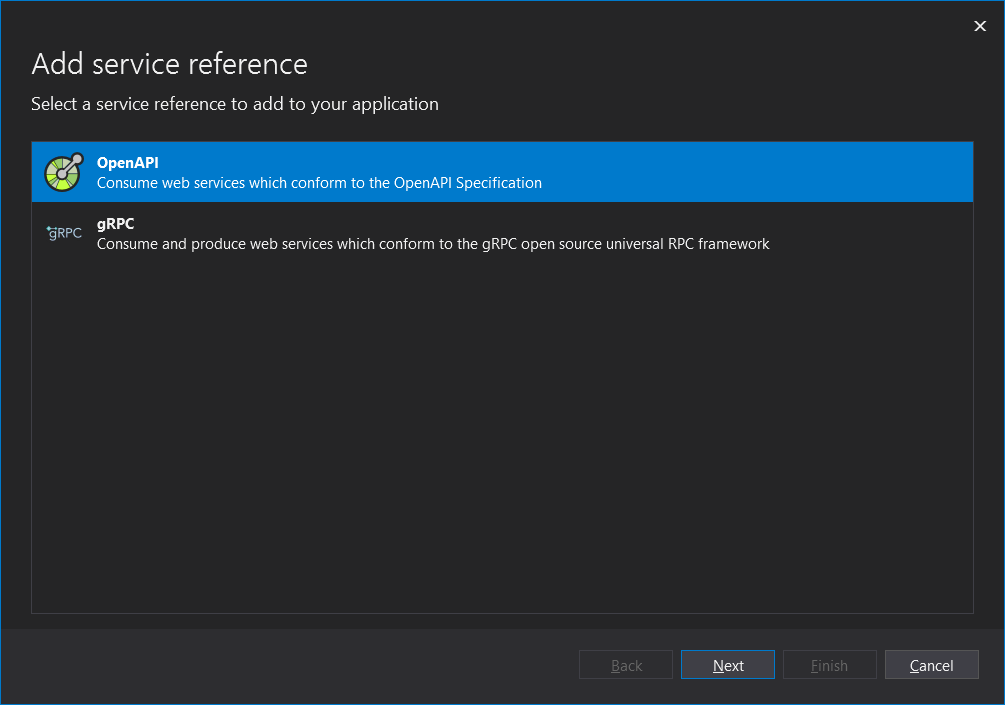 Add service reference
Select a service reference to add to your application
OpenAPI
Consume web services which conform to the OpenAPI Specification
gRPC
gRPC
Consume and produce web services which conform to the gRPC open source universal RPC framework
Back
Next
Finish
Cancel